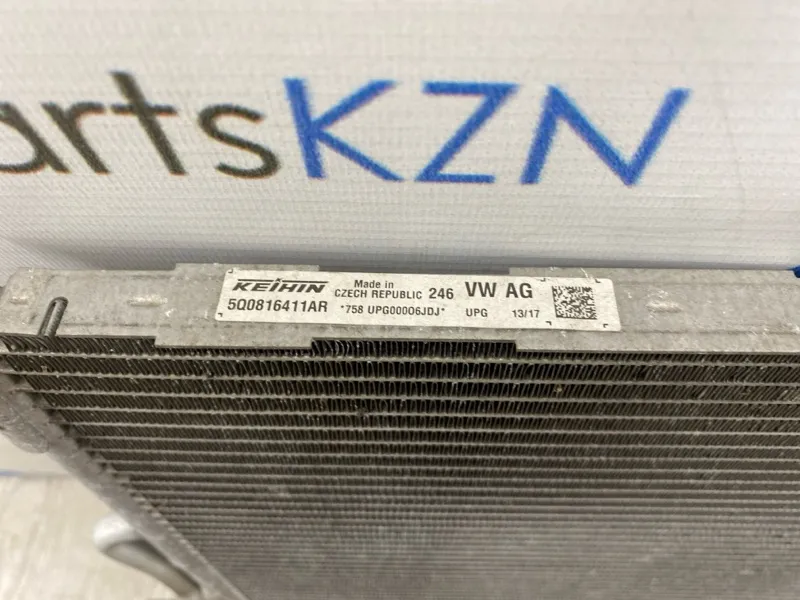 artsKZN
KEIHIN
Made in
CZECH REPUBLIC
246
VW AG
5Q0816411AR
*758 UPG00006JDJ*
UPG
13/17